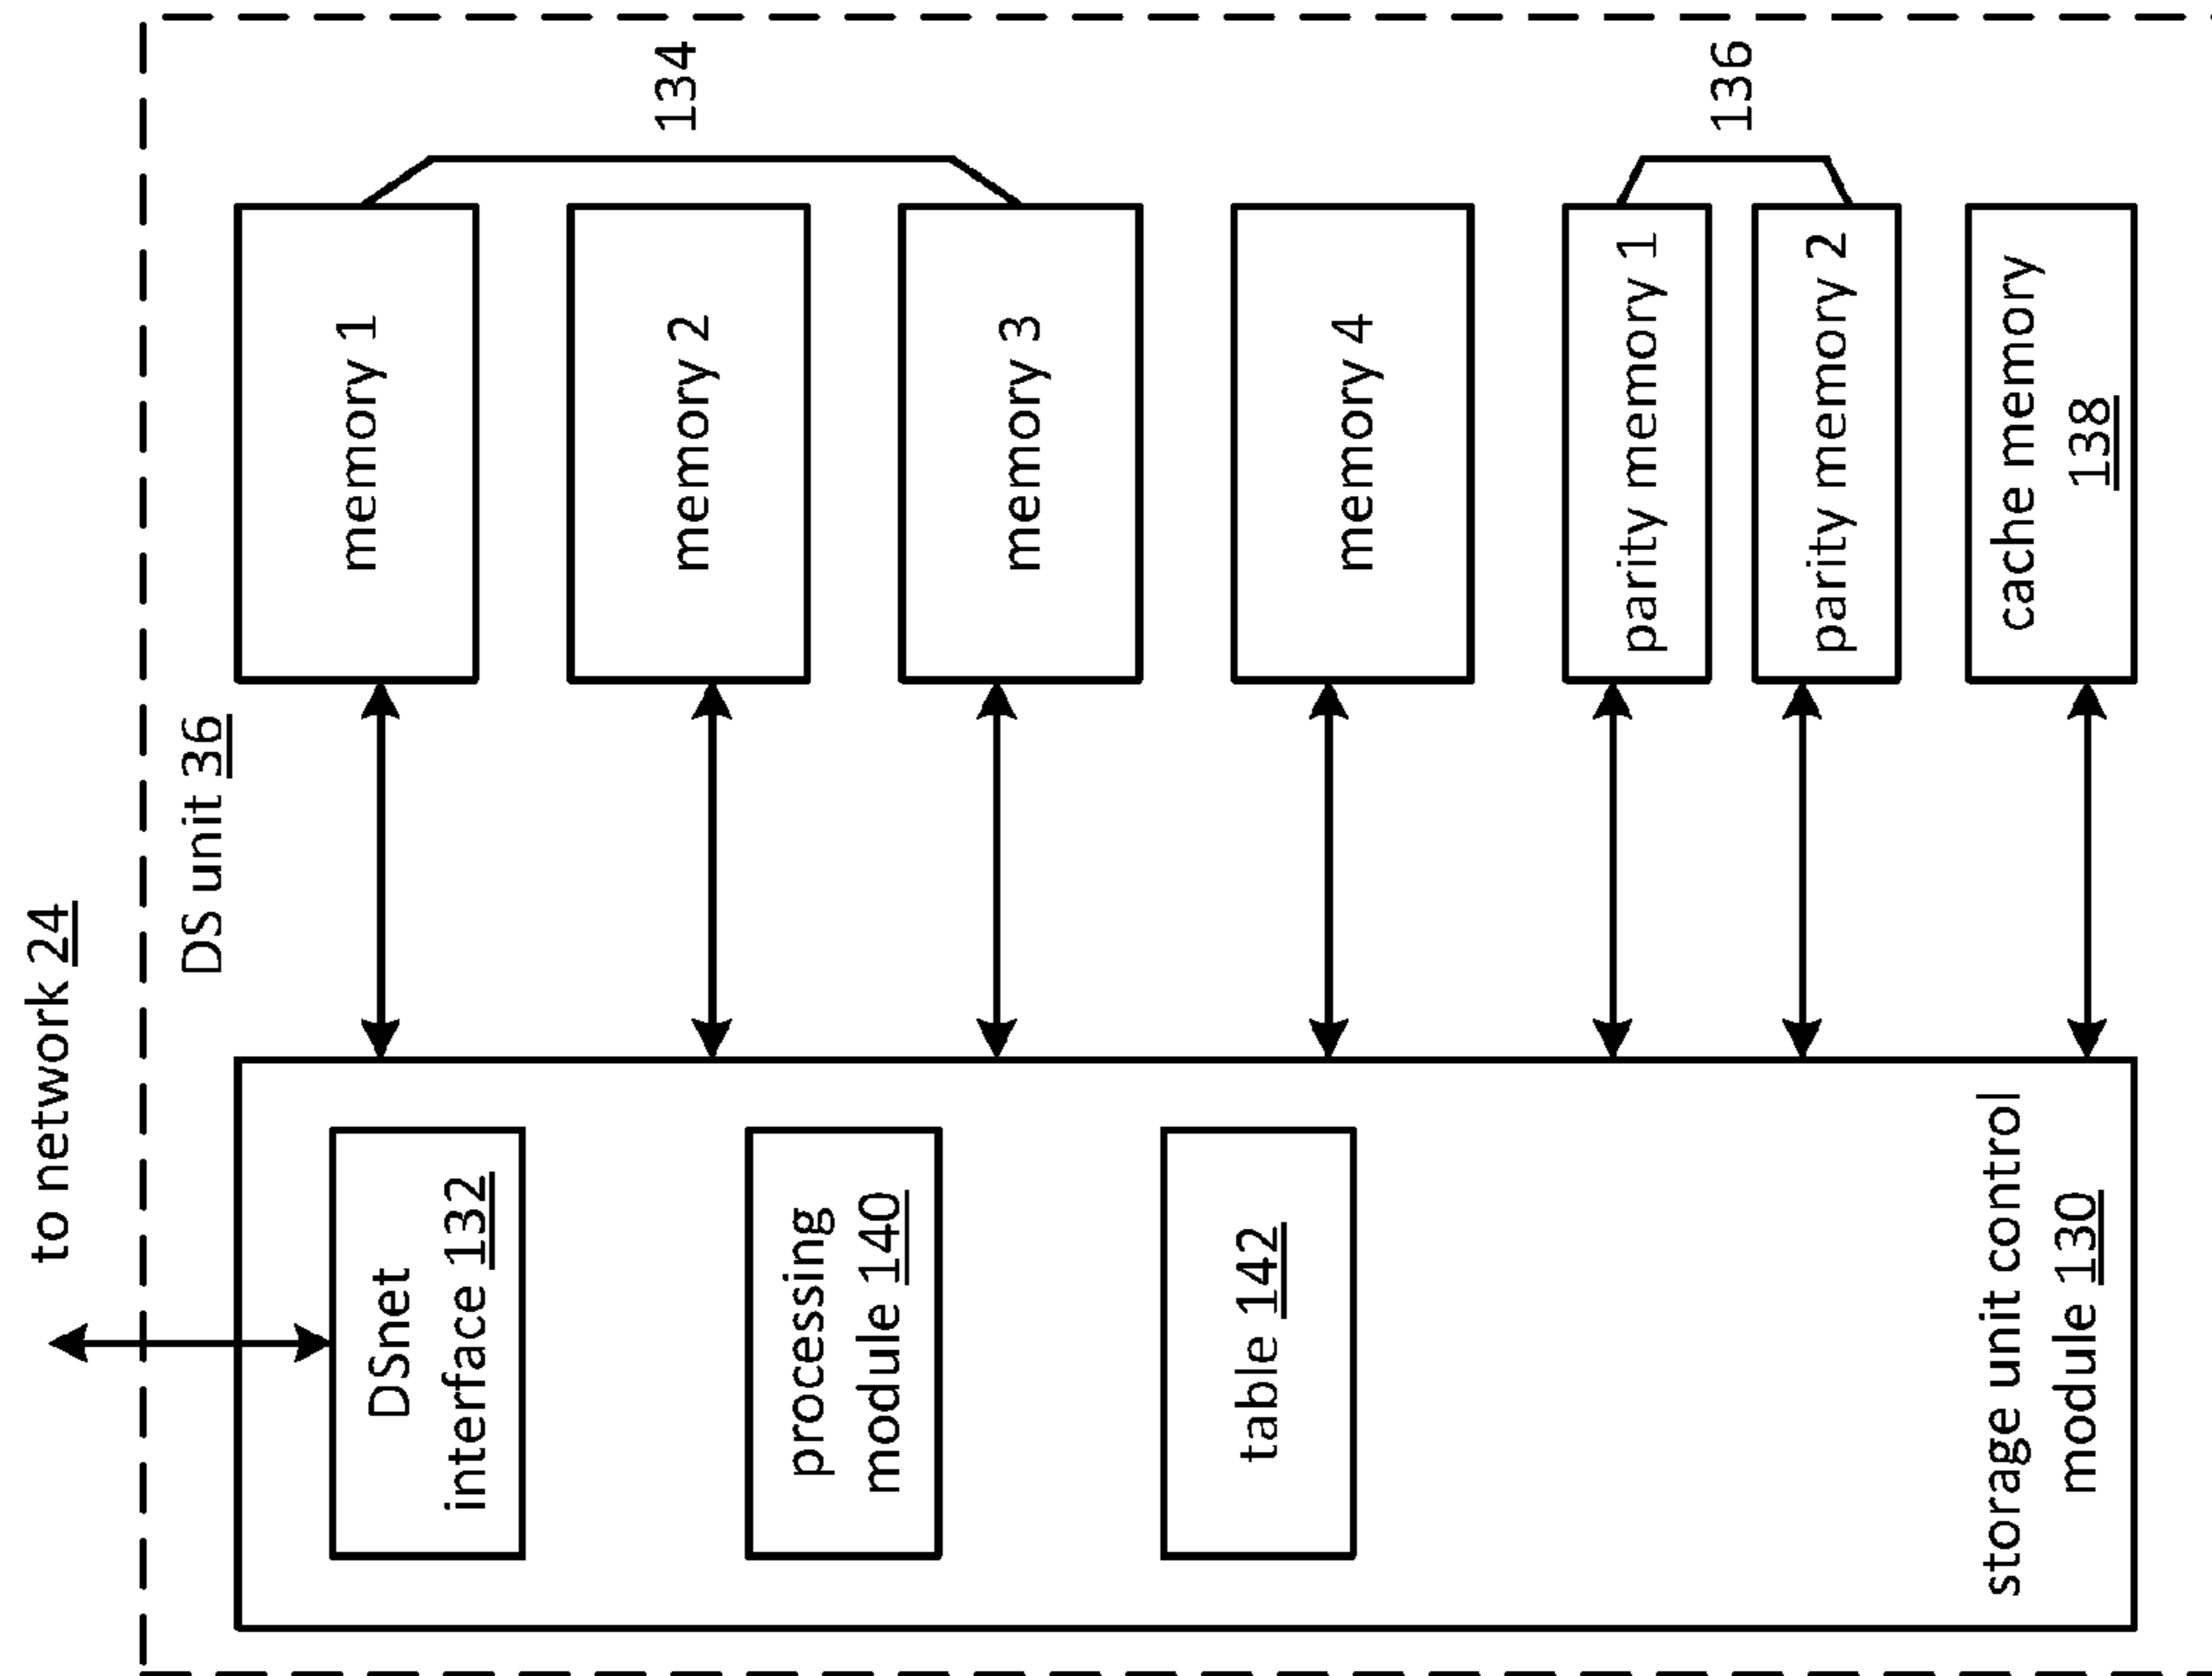 to network 24
DS unit 36
DSnet
interface 132
processing
module 140
table 142
storage unit control
module 130
memory 1
memory 2
memory 3
memory 4
parity memory 1
parity memory 2
cache memory
138
134
136